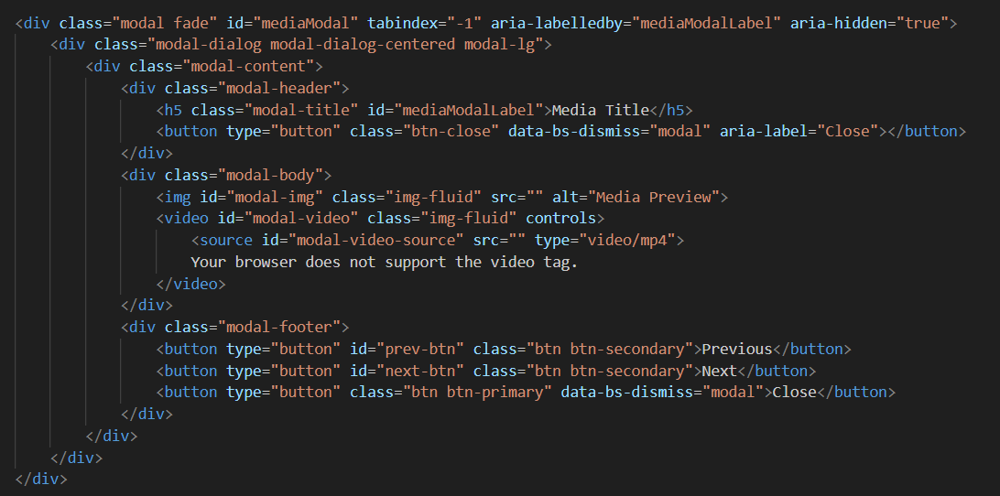 <div class="modal fade" id="mediaModal" tabindex="-1" aria-labelledby="mediaModalLabel" aria-hidden="true">
    <div class="modal-dialog modal-dialog-centered modal-lg">
        <div class="modal-content">
            <div class="modal-header">
                <h5 class="modal-title" id="mediaModalLabel">Media Title</h5>
                <button type="button" class="btn-close" data-bs-dismiss="modal" aria-label="Close"></button>
            </div>
            <div class="modal-body">
                <img id="modal-img" class="img-fluid" src="" alt="Media Preview">
                <video id="modal-video" class="img-fluid" controls>
                    <source id="modal-video-source" src="" type="video/mp4">
                    Your browser does not support the video tag.
                </video>
            </div>
            <div class="modal-footer">
                <button type="button" id="prev-btn" class="btn btn-secondary">Previous</button>
                <button type="button" id="next-btn" class="btn btn-secondary">Next</button>
                <button type="button" class="btn btn-primary" data-bs-dismiss="modal">Close</button>
            </div>
        </div>
    </div>
</div>